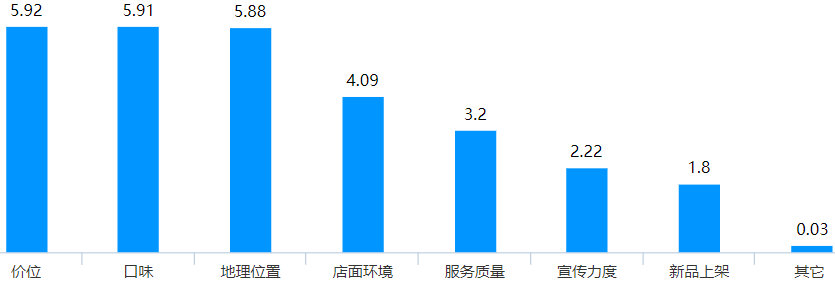 5.92 5.91 5.88 4.09 3.2 2.22 1.8 0.03
价位 口味 地理位置 店面环境 服务质量 宣传力度 新品上架 其它